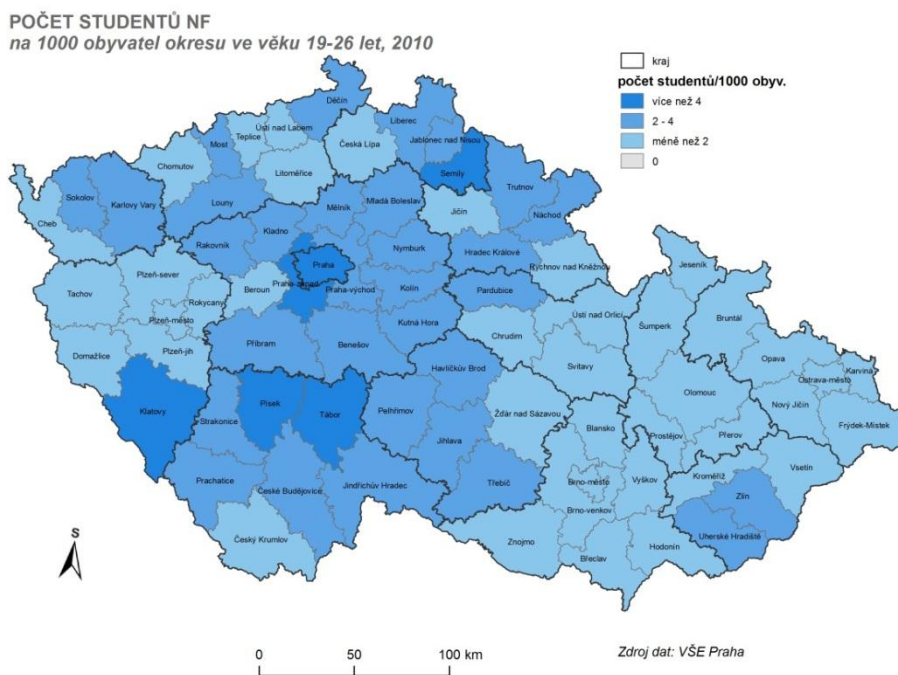 POČET STUDENTŮ NF
na 1000 obyvatel okresu ve věku 19-26 let, 2010
kraj
počet studentů/1000 obyv.
více než 4
2 - 4
méně než 2
0
Děčín
Liberec
Ústí nad Labem
Teplice
Most
Česká Lípa
Jablonec nad Nisou
Chomutov
Litoměřice
Semily
Trutnov
Sokolov
Karlovy Vary
Louny
Mělník
Mladá Boleslav
Jičín
Náchod
Cheb
Rakovník
Kladno
Nymburk
Hradec Králové
Rychnov nad Kněžnou
Jeseník
Praha
Plzeň-sever
Tachov
Rokycany
Beroun
Praha-západ
Praha-východ
Kolín
Pardubice
Plzeň-město
Kutná Hora
Chrudim
Ústí nad Orlicí
Šumperk
Bruntál
Domažlice
Plzeň-jih
Příbram
Benešov
Svitavy
Opava
Karviná
Ostrava-město
Havlíčkův Brod
Olomouc
Nový Jičín
Klatovy
Strakonice
Písek
Tábor
Pelhřimov
Žďár nad Sázavou
Blansko
Prostějov
Přerov
Frýdek-Místek
Jihlava
Vsetín
Prachatice
České Budějovice
Jindřichův Hradec
Třebíč
Brno-město
Vyškov
Kroměříž
Zlín
Brno-venkov
Uherské Hradiště
Český Krumlov
Znojmo
Břeclav
Hodonín
S
0 50 100 km
Zdroj dat: VŠE Praha